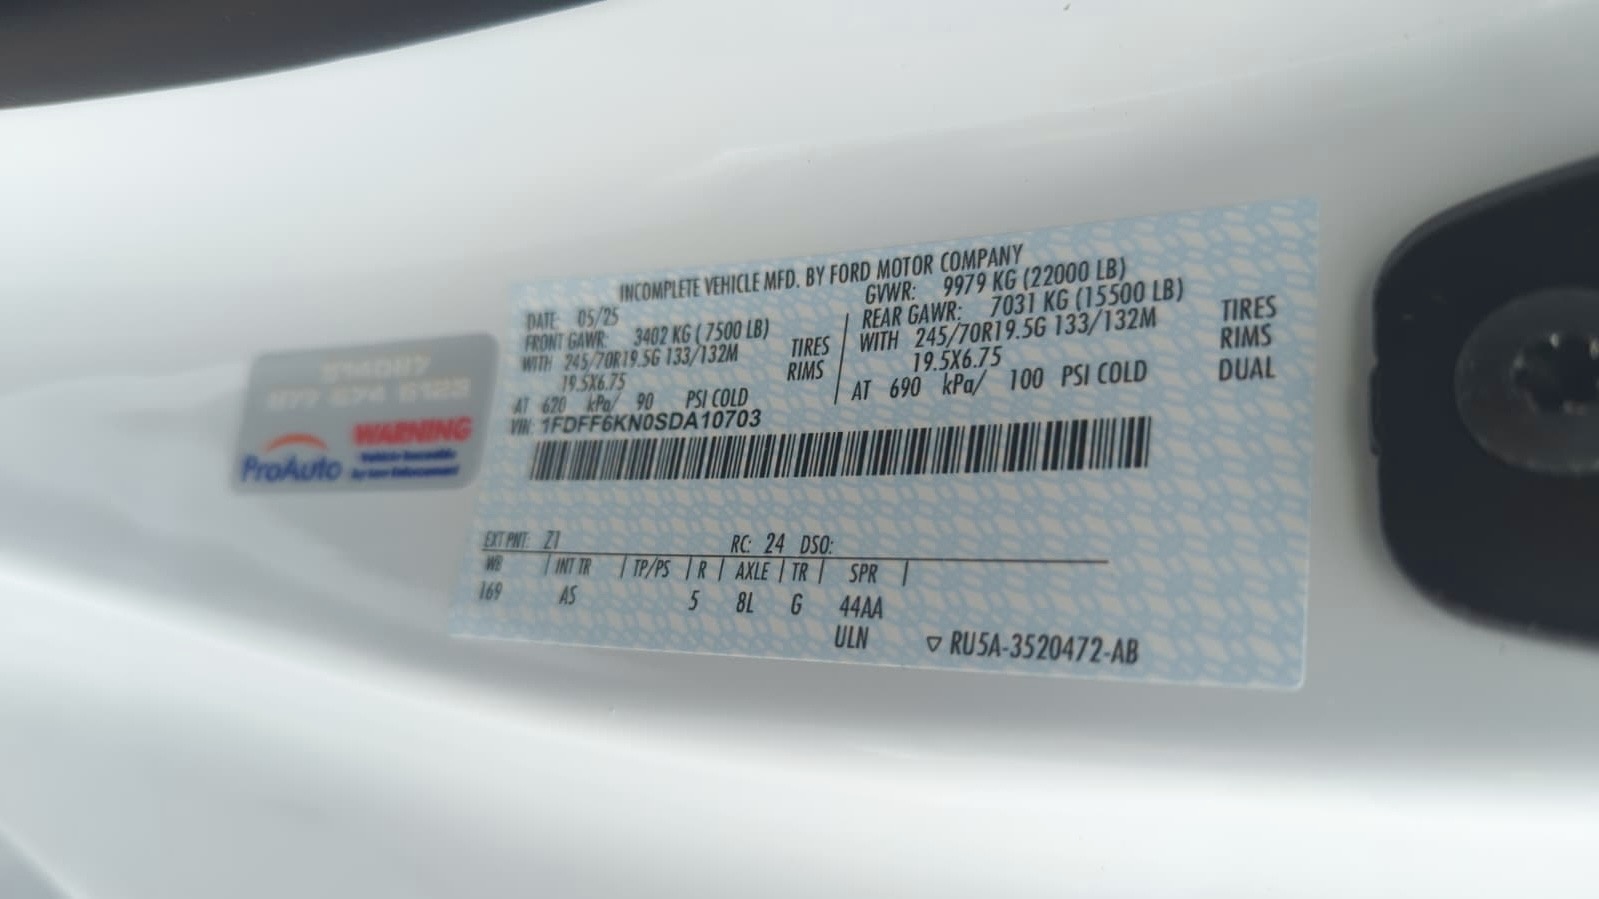 INCOMPLETE VEHICLE MFD. BY FORD MOTOR COMPANY
DATE: 05/25
GVWR: 9979 KG (22000 LB)
FRONT GAWR: 3402 KG (7500 LB)
WITH 245/70R19.5G 133/132M TIRES
19.5X6.75 RIMS
AT 620 kPa/ 90 PSI COLD
REAR GAWR: 7031 KG (15500 LB)
WITH 245/70R19.5G 133/132M TIRES
19.5X6.75 RIMS
AT 690 kPa/ 100 PSI COLD DUAL
VIN: 1FDFF6KN0SDA10703
EXT PNT: Z1 RC: 24 DSO:
WB | INT TR | TP/PS | R | AXLE | TR | SPR |
169 AS 5 8L G 44AA
ULN ▽ RU5A-3520472-AB
WARNING
ProAuto